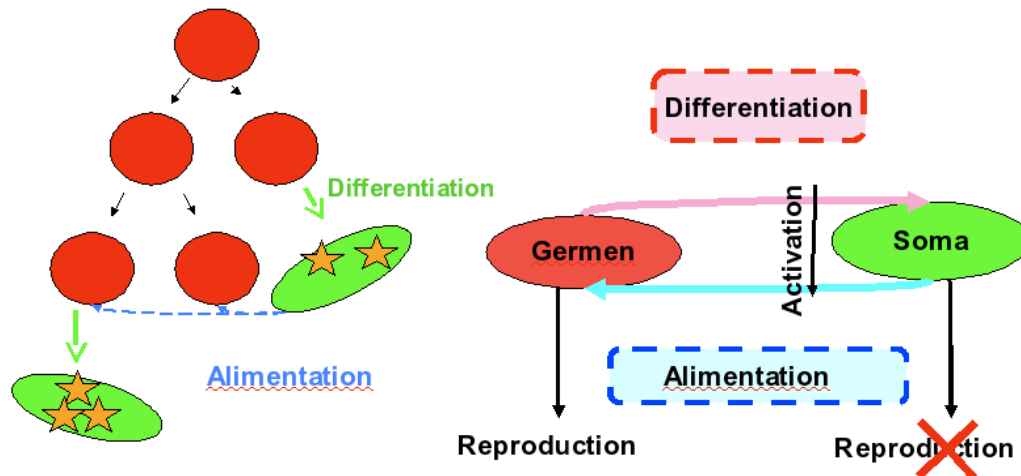 Differentiation
Alimentation
Differentiation
Activation
Germen
Soma
Alimentation
Reproduction
Reproduction